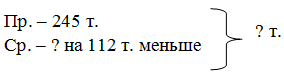 Пр. – 245 т.
Ср. – ? на 112 т. меньше
? т.